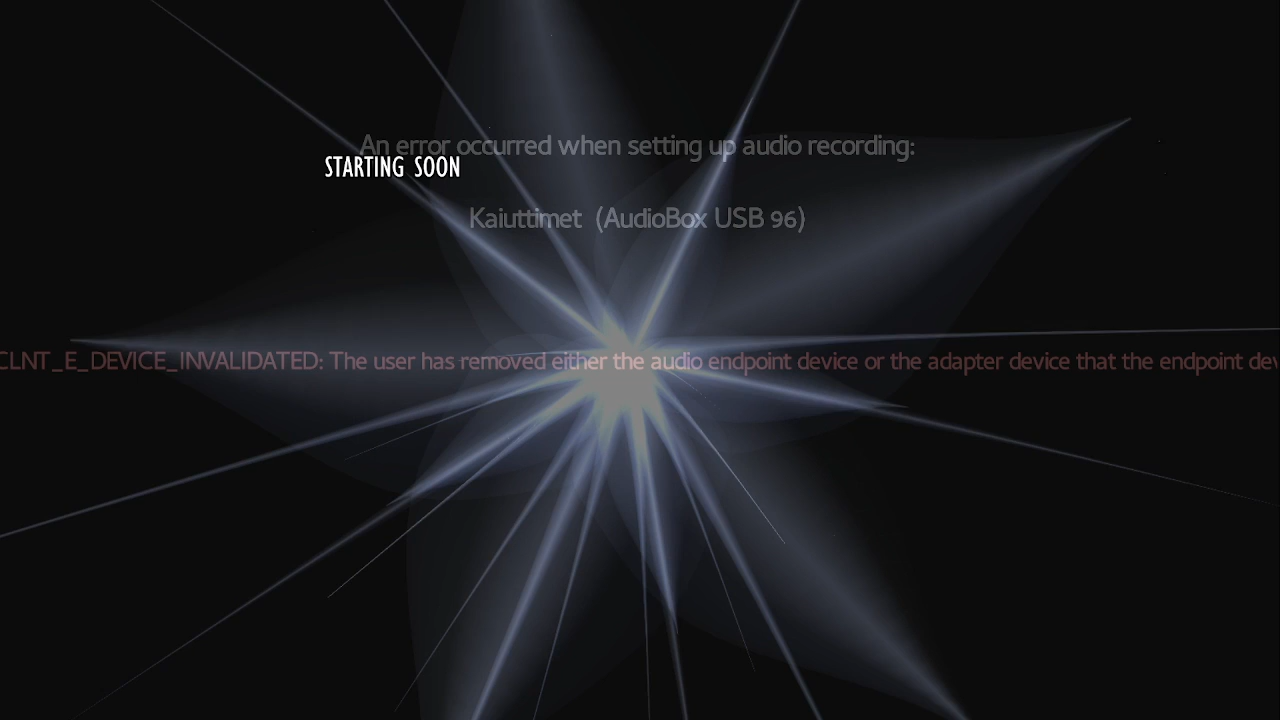 An error occurred when setting up audio recording:
STARTING SOON
Kaiuttimet (AudioBox USB 96)
CLNT_E_DEVICE_INVALIDATED: The user has removed either the audio endpoint device or the adapter device that the endpoint dev